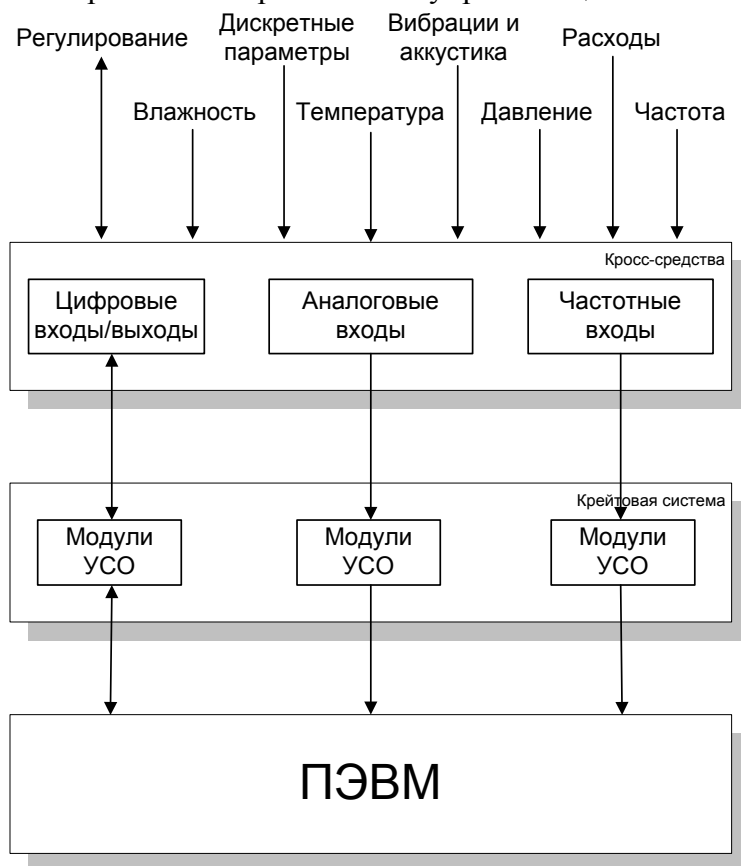 Регулирование
Дискретные
параметры
Вибрации и
аккустика
Расходы
Влажность
Температура
Давление
Частота
Кросс-средства
Цифровые
входы/выходы
Аналоговые
входы
Частотные
входы
Крейтовая система
Модули
УСО
Модули
УСО
Модули
УСО
ПЭВМ